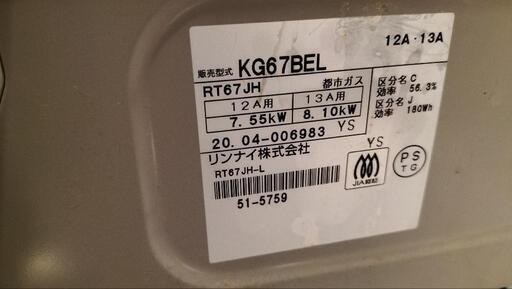 12A・13A
販売型式 KG67BEL
RT67JH 都市ガス
12A用 13A用
7.55kW 8.10kW
区分名 C
効率 56.3%
区分名 J
効率 180Wh
20.04-006983 YS
リンナイ株式会社
YS
RT67JH-L
JIA認証
PS
TG
51-5759